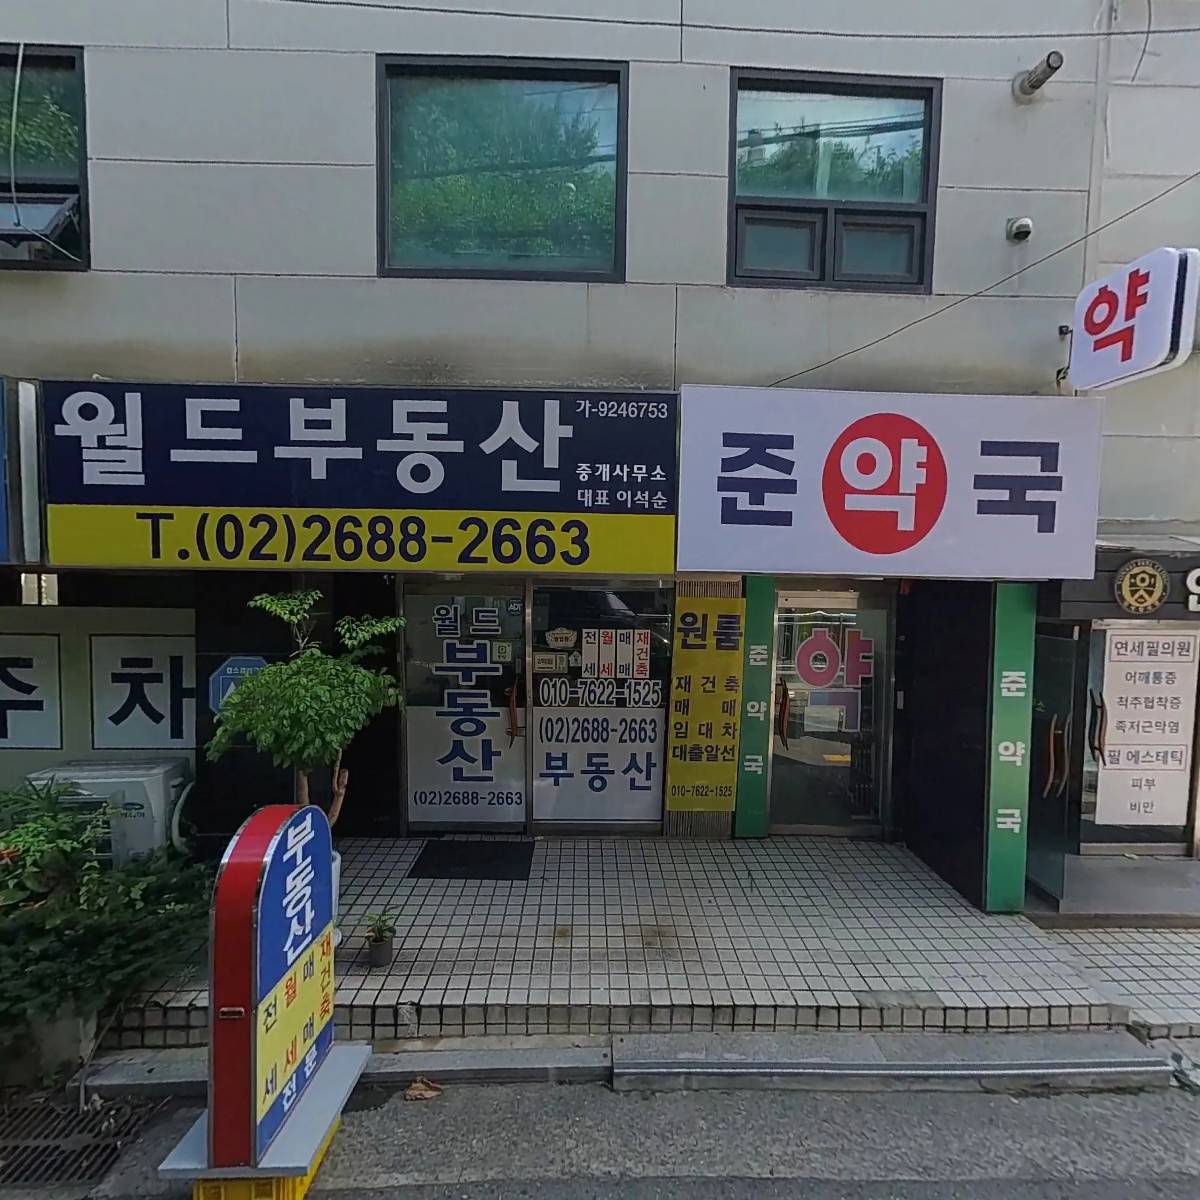 월드부동산
가-9246753
중개사무소
대표 이석순
T.(02)2688-2663
준약국
약
주차
월드
부동산
(02)2688-2663
ADT
전세
월세
매매
재건축
010-7622-1525
(02)2688-2663
부동산
원룸
재건축
매매
임대차
대출알선
010-7622-1525
준약국
약
준약국
연세필의원
어깨통증
척추협착증
족저근막염
필 에스테틱
피부
비만
부동산
전세
월세
매매
재건축
전문